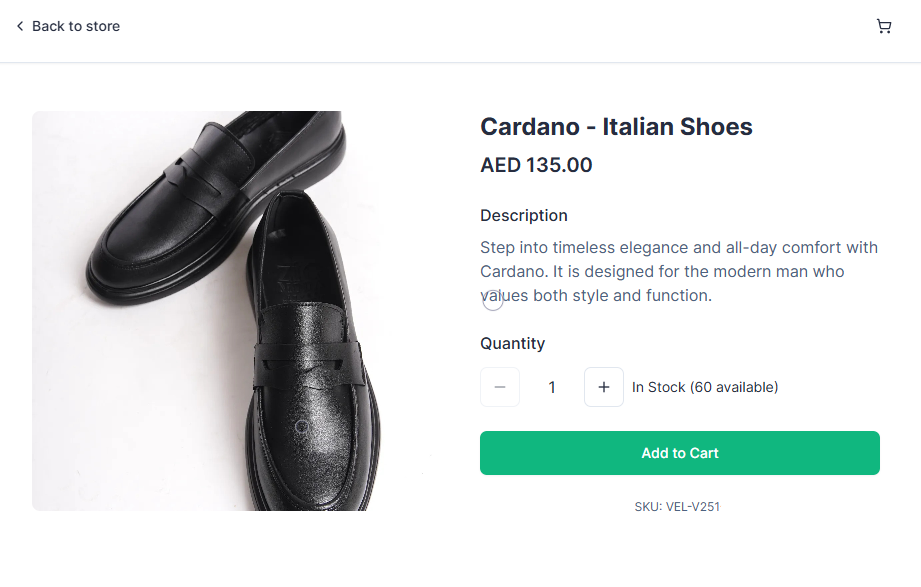 Back to store
Cardano - Italian Shoes
AED 135.00
Description
Step into timeless elegance and all-day comfort with
Cardano. It is designed for the modern man who
values both style and function.
Quantity
1
In Stock (60 available)
Add to Cart
SKU: VEL-V251